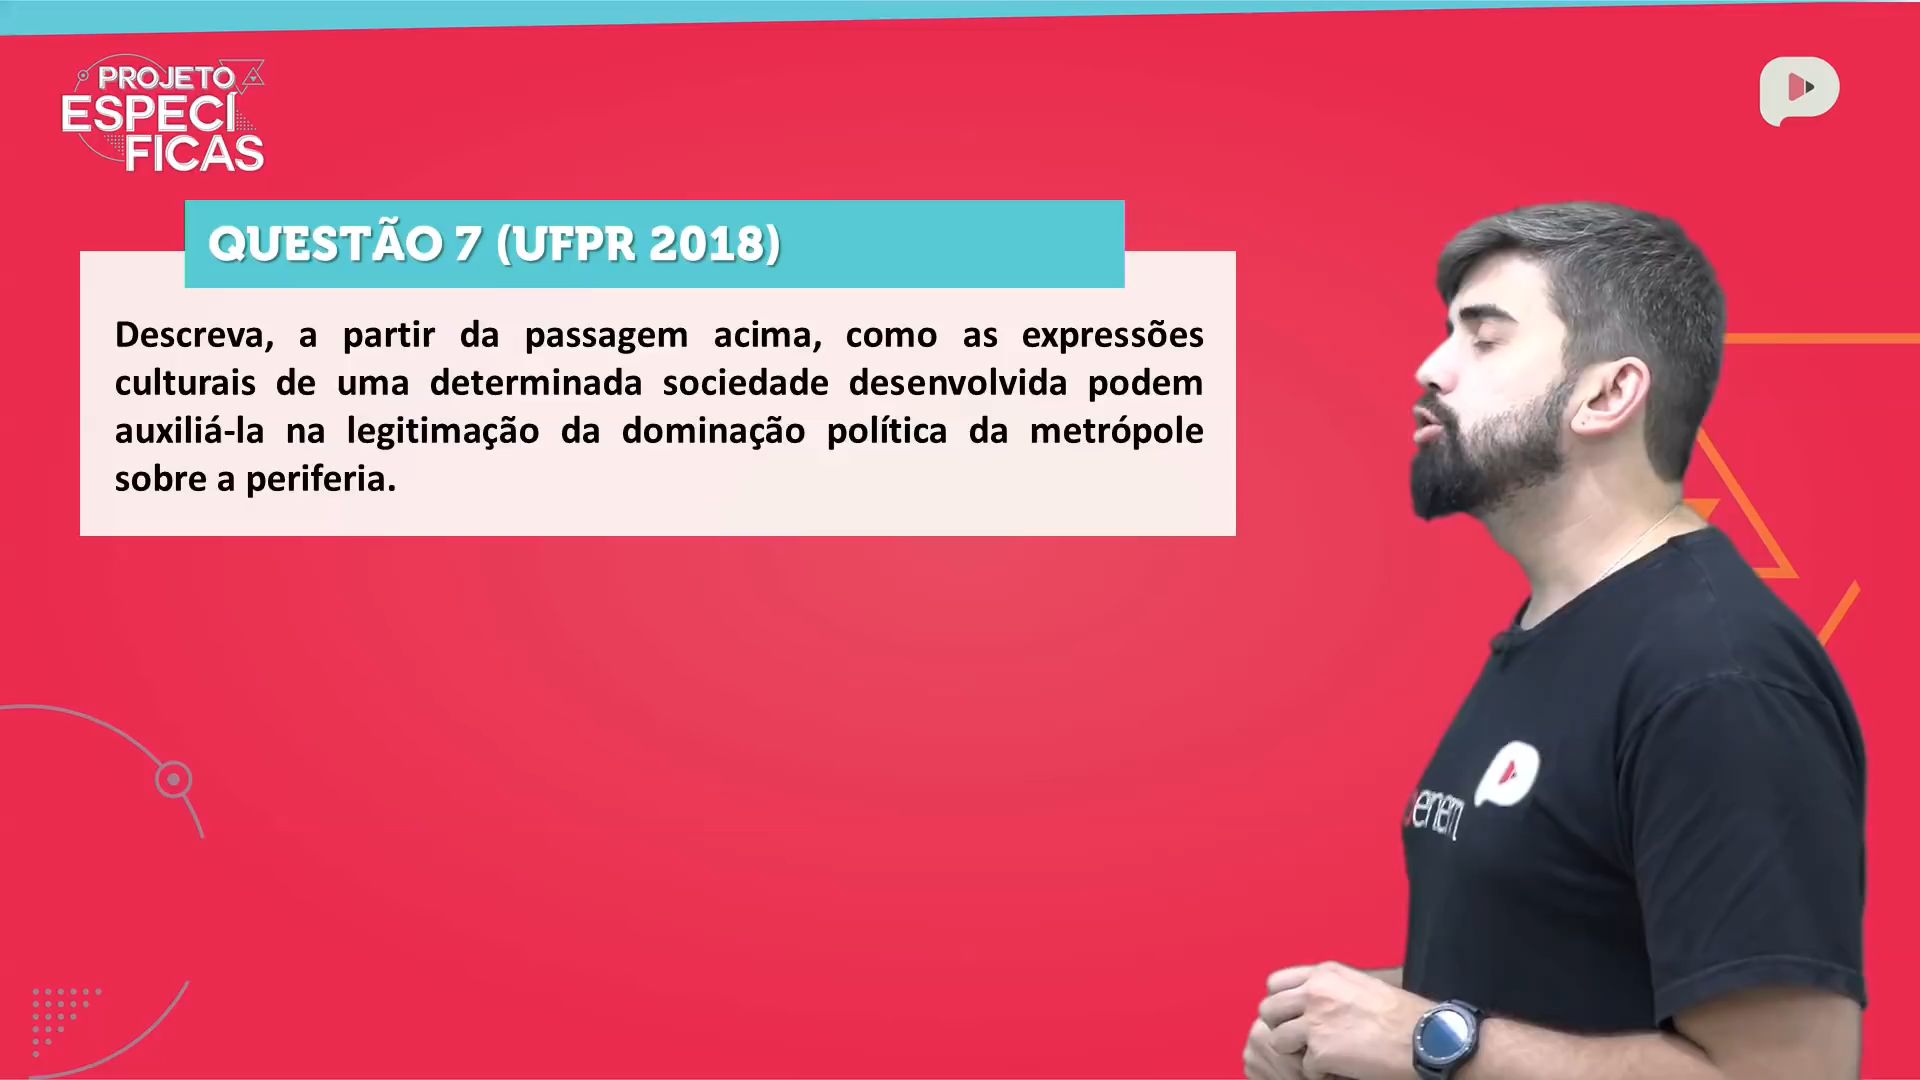 PROJETO
ESPECÍ
FICAS
QUESTÃO 7 (UFPR 2018)
Descreva, a partir da passagem acima, como as expressões
culturais de uma determinada sociedade desenvolvida podem
auxiliá-la na legitimação da dominação política da metrópole
sobre a periferia.
enem